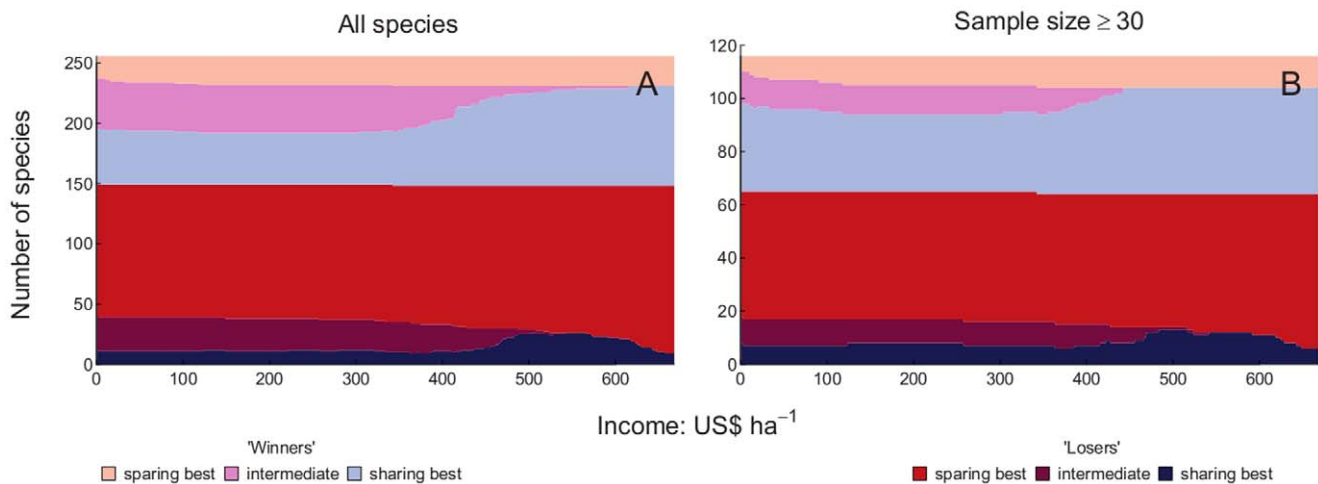 All species
Sample size ≥ 30
A
B
Number of species
250
200
150
100
50
0
120
100
80
60
40
20
0
0 100 200 300 400 500 600
0 100 200 300 400 500 600
Income: US$ ha⁻¹
'Winners'
sparing best intermediate sharing best
'Losers'
sparing best intermediate sharing best